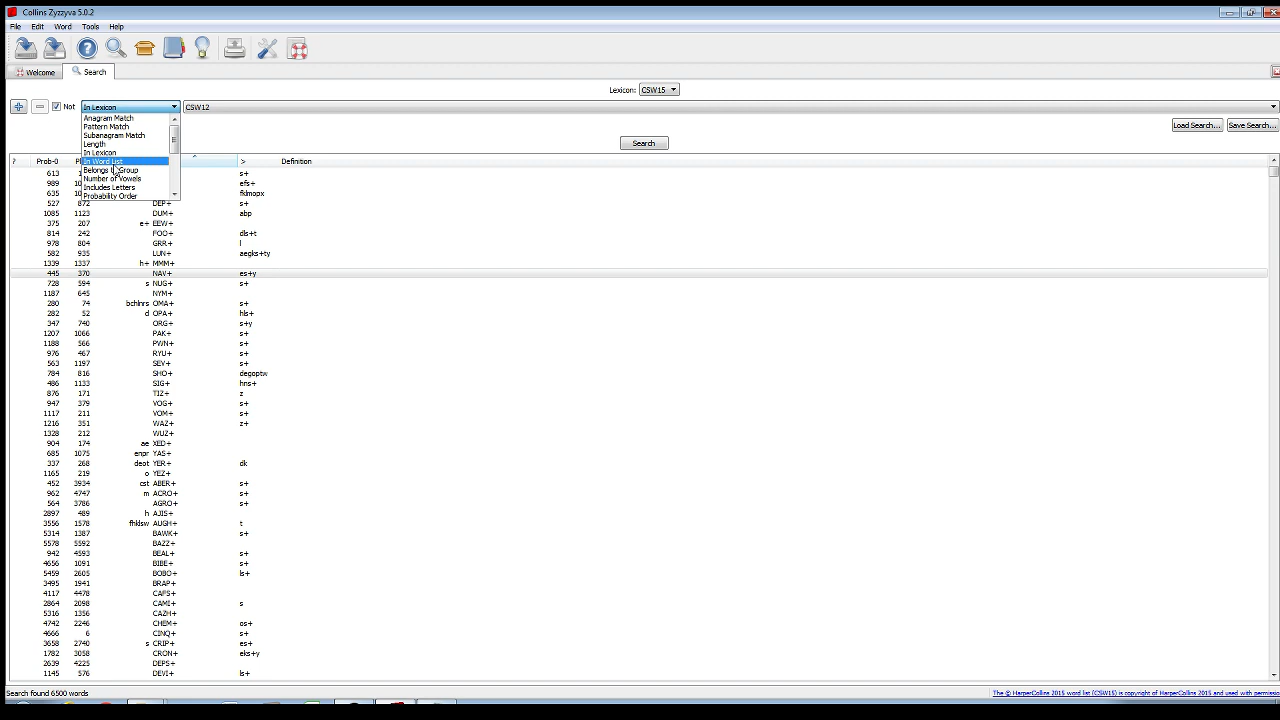 Collins Zyzzyva 5.0.2
File Edit Word Tools Help
Welcome Search
Lexicon: CSW15
Not In Lexicon CSW12
Anagram Match
Pattern Match
Subanagram Match
Length
In Lexicon
In Word List
Belongs Group
Number of Vowels
Includes Letters
Probability Order
Load Search... Save Search...
Search
? Prob-0 > Definition
613 s+
989 efs+
635 fklmopx
527 872 DEP+ s+
1085 1123 DUM+ abp
375 207 e+ EEW+
814 242 FOO+ dls+t
978 804 GRR+ l
582 935 LUN+ aegks+ty
1339 1337 h+ MMM+
445 370 NAV+ es+y
728 594 s NUG+ s+
1187 645 NYM+
280 74 bchlnrs OMA+ s+
282 52 d OPA+ hls+
347 740 ORG+ s+y
1207 1066 PAK+ s+
1188 566 PWN+ s+
976 467 RYU+ s+
563 1197 SEV+ s+
784 816 SHO+ degoptw
486 1133 SIG+ hns+
876 171 TIZ+ z
947 379 VOG+ s+
1117 211 VOM+ s+
1216 351 WAZ+ z+
1328 212 WUZ+
904 174 ae XED+
685 1075 enpr YAS+
337 268 deot YER+ dk
1165 219 o YEZ+
452 3934 cst ABER+ s+
962 4747 m ACRO+ s+
564 3786 AGRO+ s+
2897 489 h AJIS+
3556 1578 fhklsw AUGH+ t
5314 1387 BAWK+ s+
5578 5592 BAZZ+
942 4593 BEAL+ s+
4656 1091 BIBE+ s+
5459 2605 BOBO+ ls+
3495 1941 BRAP+
4117 4478 CAFS+
2864 2098 CAMI+ s
5316 1356 CAZH+
4742 2246 CHEM+ os+
4666 6 CINQ+ s+
3658 2740 s CRIP+ es+
1782 3058 CRON+ eks+y
2639 4225 DEPS+
1145 576 DEVI+ ls+
Search found 6500 words
The © HarperCollins 2015 word list (CSW15) is copyright of HarperCollins 2015 and used with permissio